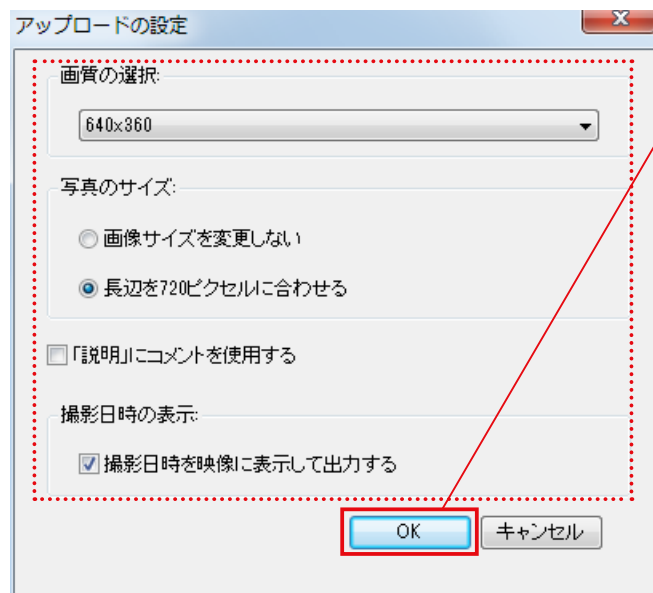 アップロードの設定
画質の選択:
640x360
写真のサイズ:
画像サイズを変更しない
長辺を720ピクセルに合わせる
「説明」にコメントを使用する
撮影日時の表示:
撮影日時を映像に表示して出力する
OK
キャンセル